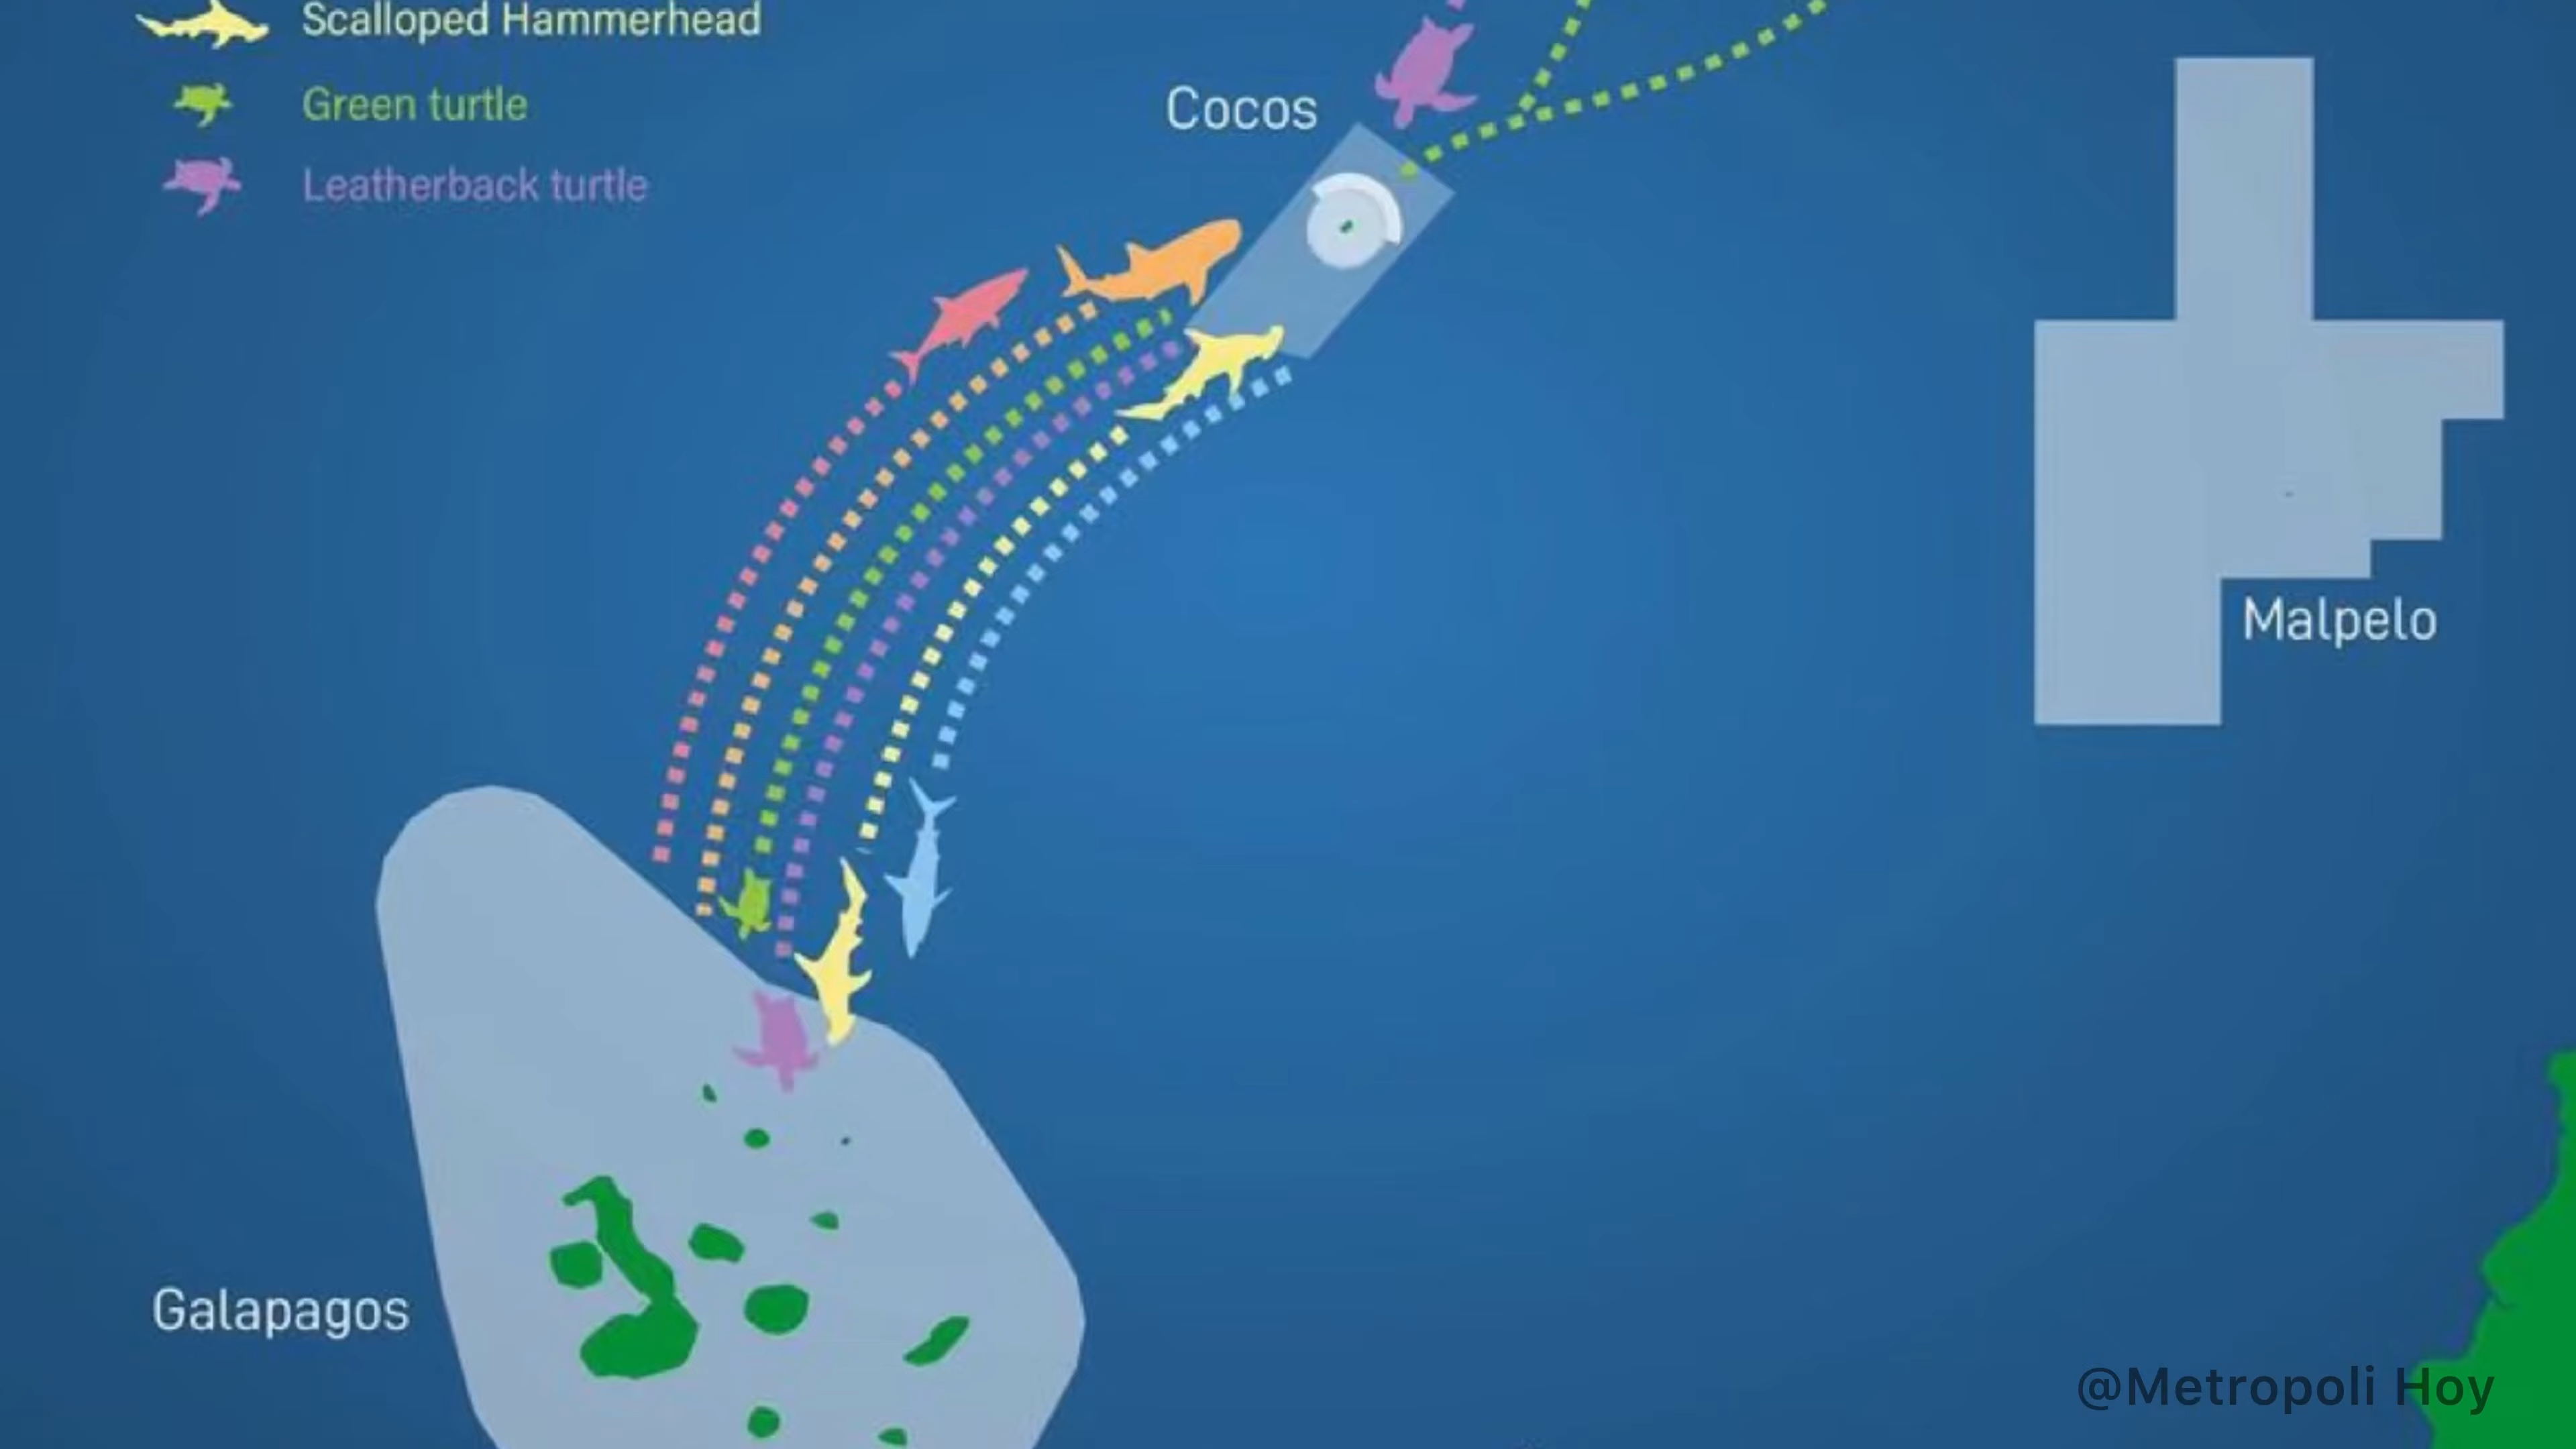 Scalloped Hammerhead
Green turtle
Leatherback turtle
Cocos
Malpelo
Galapagos
@Metropoli Hoy